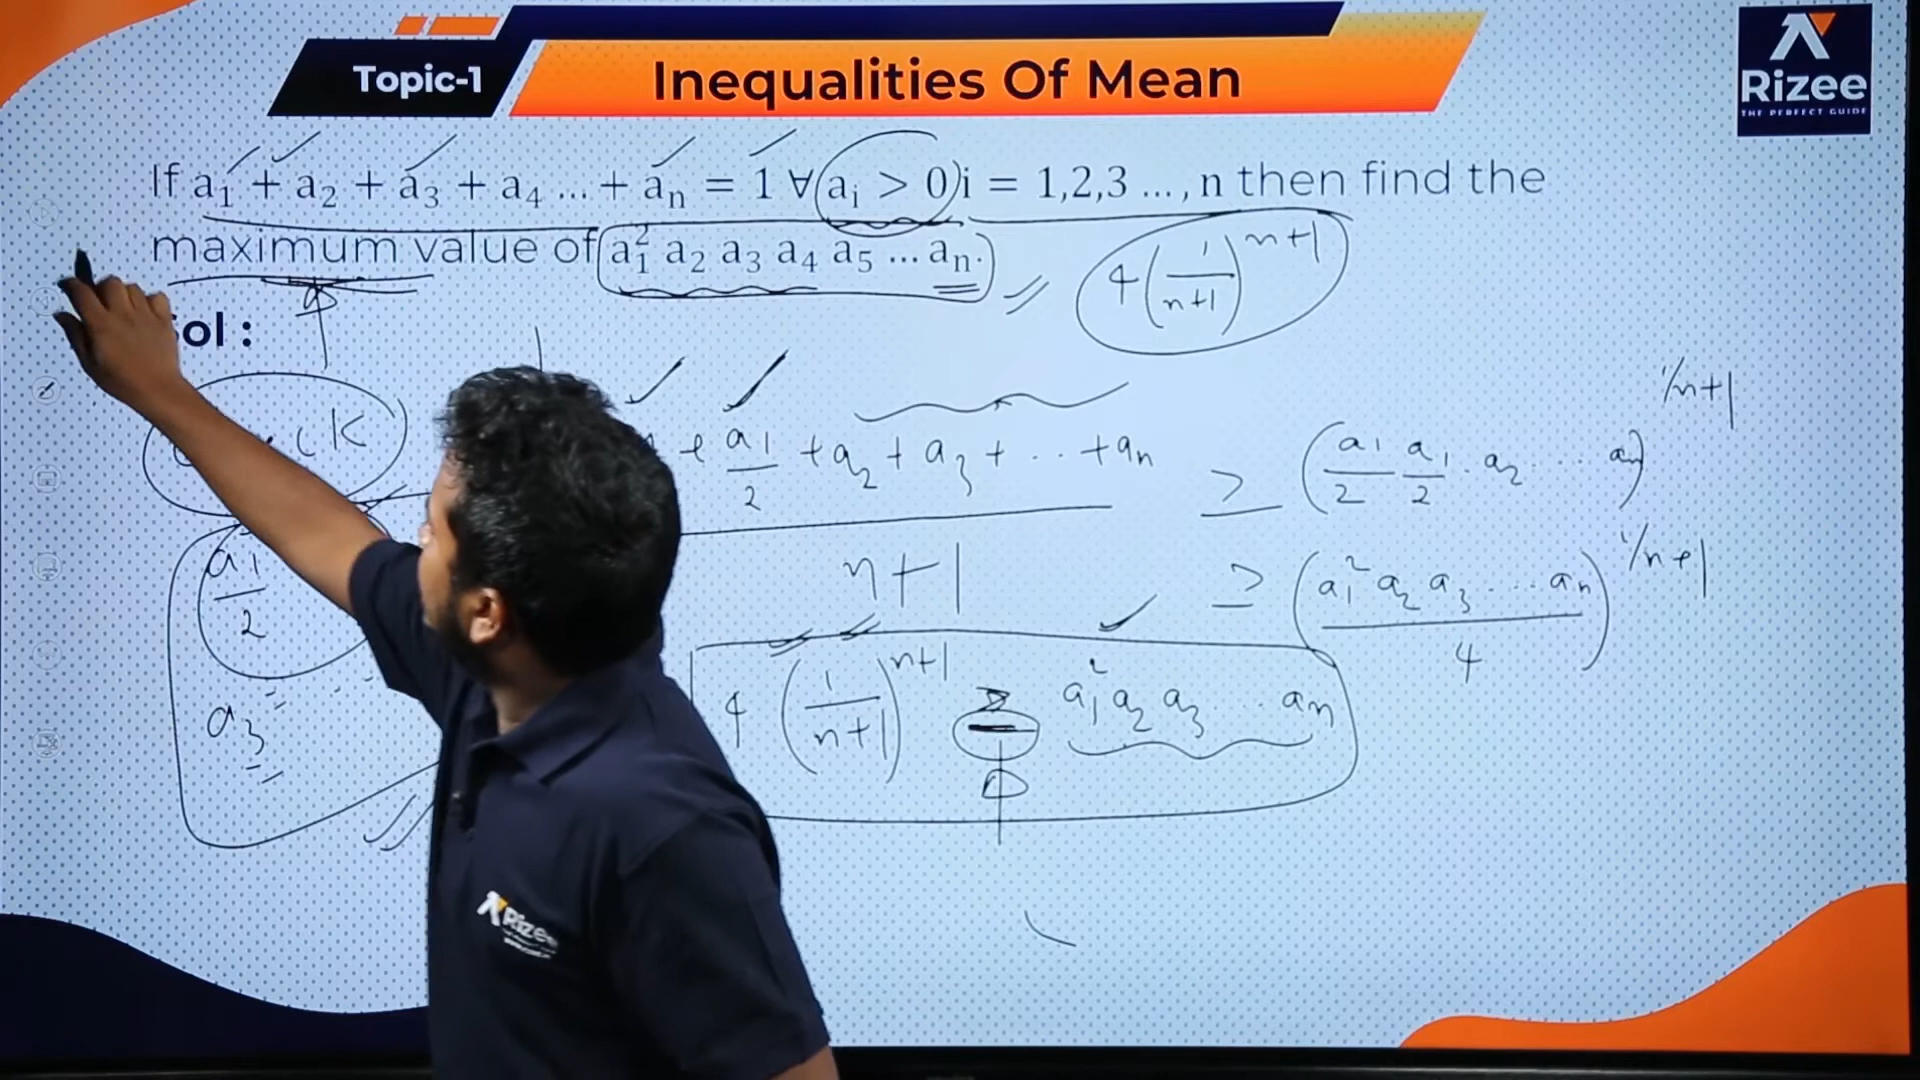 Topic-1
Inequalities Of Mean
Rizee
THE PERFECT GUIDE
If a₁ + a₂ + a₃ + a₄ ... + aₙ = 1 ∀ aᵢ > 0 i = 1,2,3 ..., n then find the
maximum value of a₁² a₂ a₃ a₄ a₅ ... aₙ.
4(1/(n+1))^(n+1)
ol :
+ a₁/2 + a₂ + a₃ + ... + aₙ
n+1
≥ (a₁/2 a₁/2 . a₂ ... aₙ)^(1/n+1)
≥ (a₁² a₂ a₃ ... aₙ / 4)^(1/n+1)
a₁/2
a₃
4 (1/(n+1))^(n+1) ≥ a₁² a₂ a₃ ... aₙ
Rizee